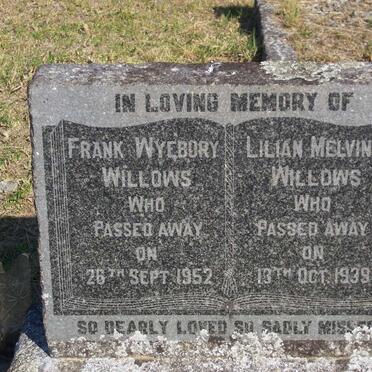 IN LOVING MEMORY OF
FRANK WYEBORY
WILLOWS
WHO
PASSED AWAY
ON
26TH SEPT 1952
LILIAN MELVIN
WILLOWS
WHO
PASSED AWAY
ON
13TH OCT 1939
SO DEARLY LOVED SO SADLY MISS